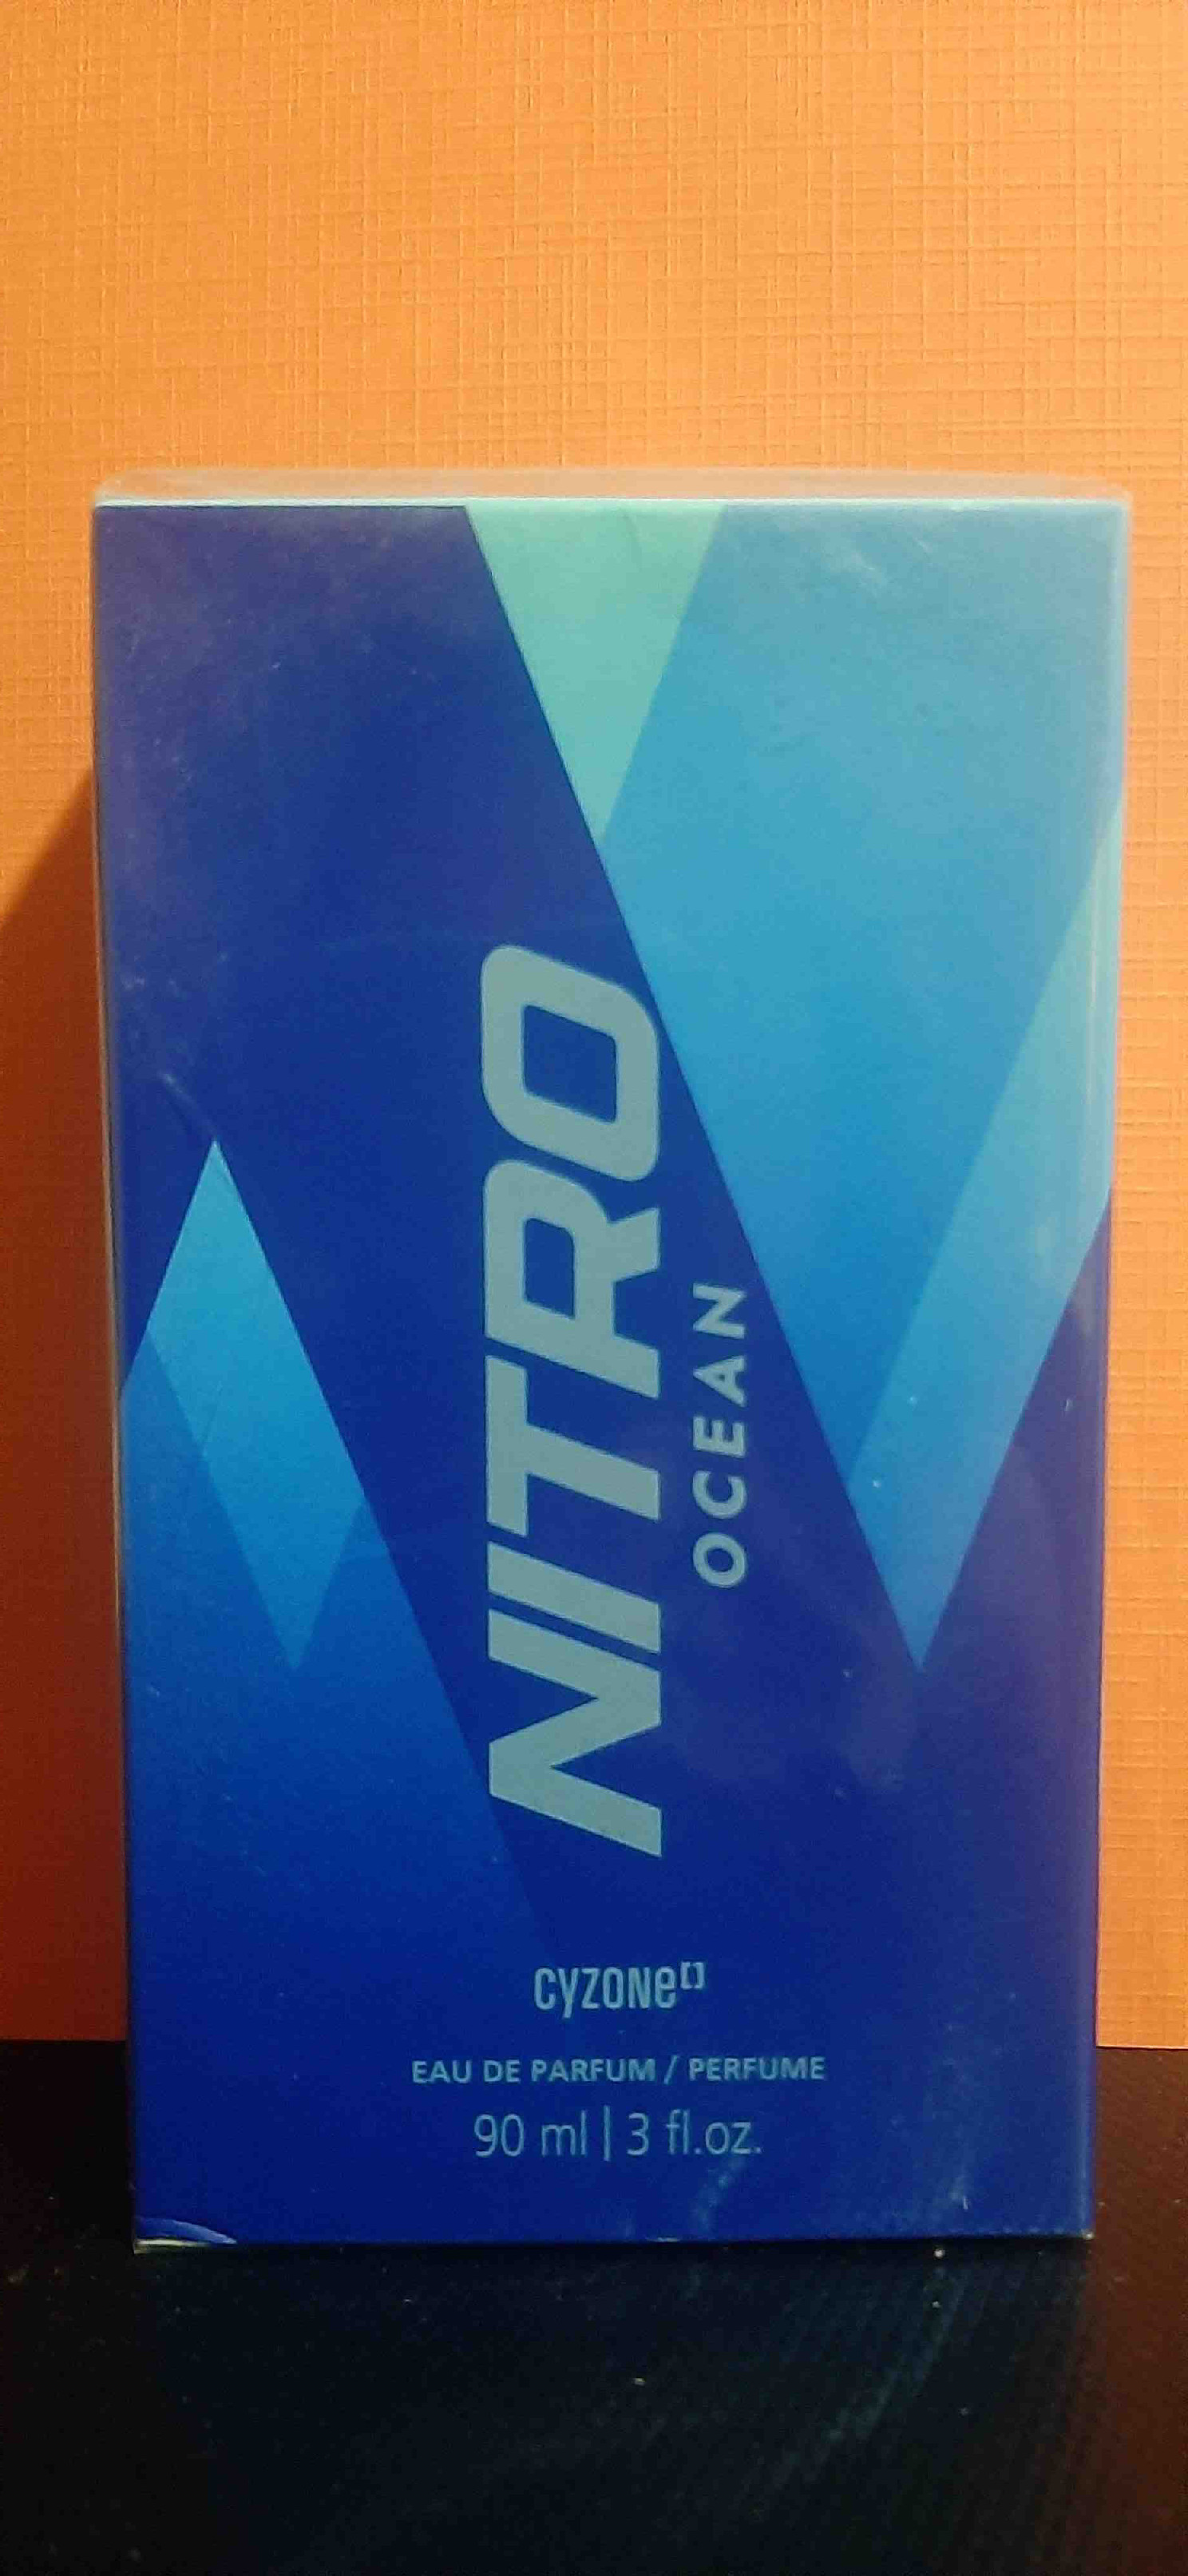 NITRO
OCEAN
CYZONe[]
EAU DE PARFUM / PERFUME
90 ml | 3 fl.oz.